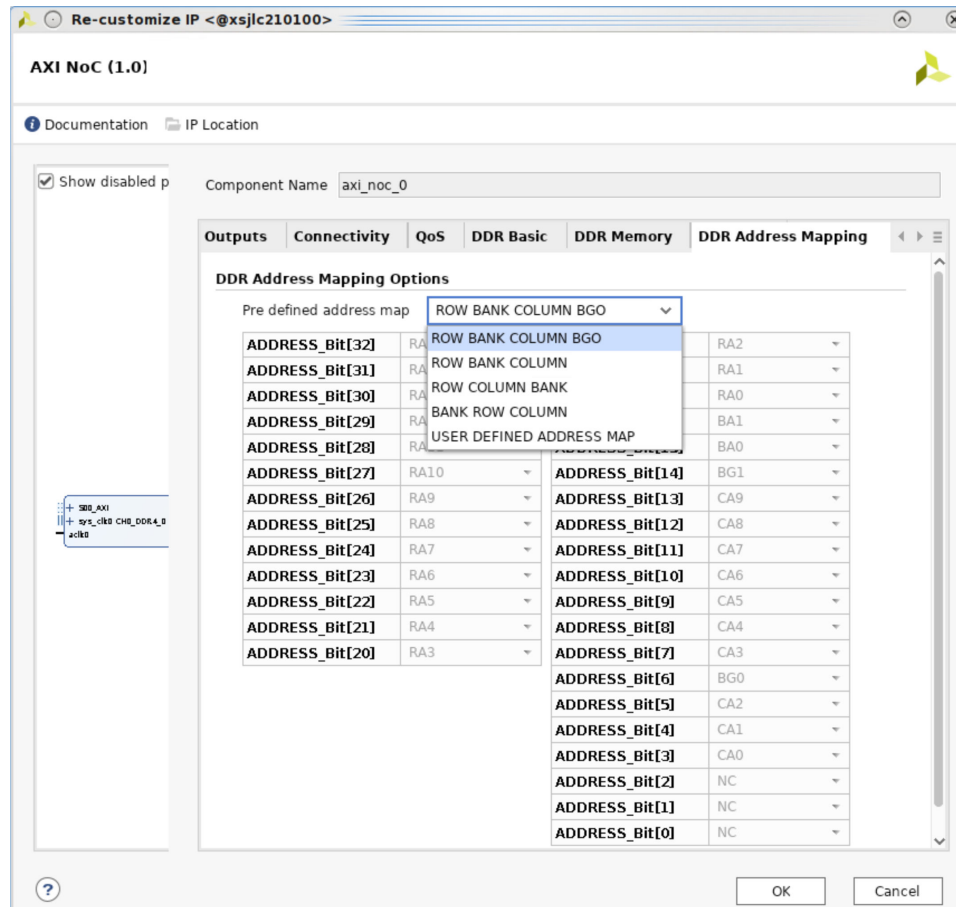 Re-customize IP <@xsjlc210100>
AXI NoC (1.0)
Documentation IP Location
Show disabled p
Component Name axi_noc_0
Outputs Connectivity QoS DDR Basic DDR Memory DDR Address Mapping
DDR Address Mapping Options
Pre defined address map ROW BANK COLUMN BGO
ROW BANK COLUMN BGO
ROW BANK COLUMN
ROW COLUMN BANK
BANK ROW COLUMN
USER DEFINED ADDRESS MAP
ADDRESS_Bit[32] RA
ADDRESS_Bit[31] RA
ADDRESS_Bit[30] RA
ADDRESS_Bit[29]
ADDRESS_Bit[28]
ADDRESS_Bit[27] RA10
ADDRESS_Bit[26] RA9
ADDRESS_Bit[25] RA8
ADDRESS_Bit[24] RA7
ADDRESS_Bit[23] RA6
ADDRESS_Bit[22] RA5
ADDRESS_Bit[21] RA4
ADDRESS_Bit[20] RA3
RA2
RA1
RA0
BA1
BA0
ADDRESS_Bit[14] BG1
ADDRESS_Bit[13] CA9
ADDRESS_Bit[12] CA8
ADDRESS_Bit[11] CA7
ADDRESS_Bit[10] CA6
ADDRESS_Bit[9] CA5
ADDRESS_Bit[8] CA4
ADDRESS_Bit[7] CA3
ADDRESS_Bit[6] BG0
ADDRESS_Bit[5] CA2
ADDRESS_Bit[4] CA1
ADDRESS_Bit[3] CA0
ADDRESS_Bit[2] NC
ADDRESS_Bit[1] NC
ADDRESS_Bit[0] NC
S00_AXI
sys_clk0 CH0_DDR4_0
aclk0
OK Cancel